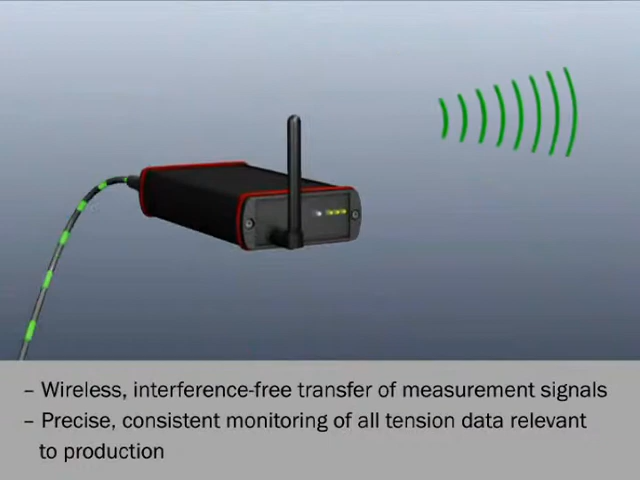 – Wireless, interference-free transfer of measurement signals
– Precise, consistent monitoring of all tension data relevant
to production